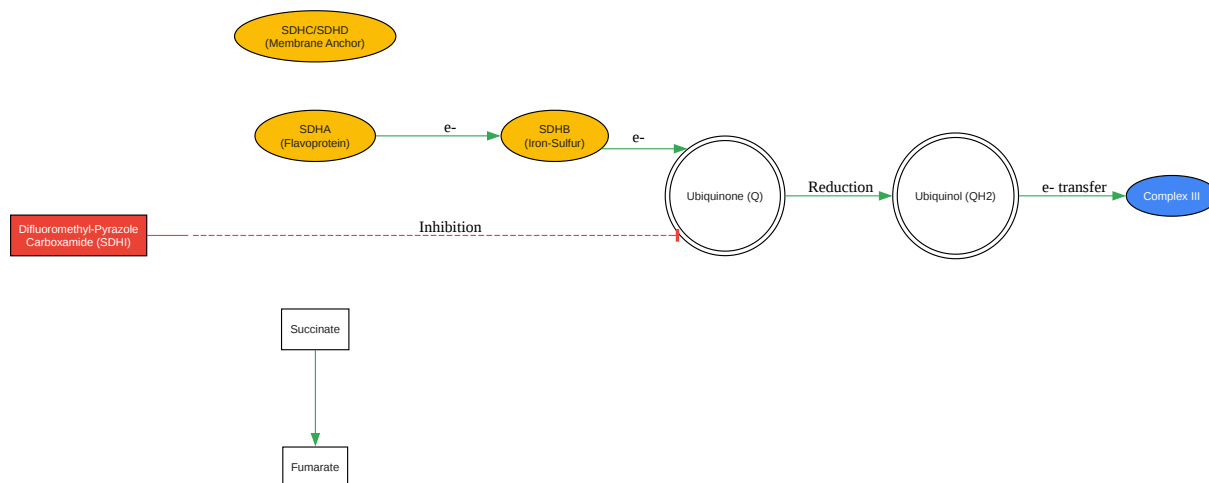 SDHC/SDHD
(Membrane Anchor)
SDHA
(Flavoprotein)
e-
SDHB
(Iron-Sulfur)
e-
Ubiquinone (Q)
Reduction
Ubiquinol (QH2)
e- transfer
Complex III
Difluoromethyl-Pyrazole
Carboxamide (SDHI)
Inhibition
Succinate
Fumarate